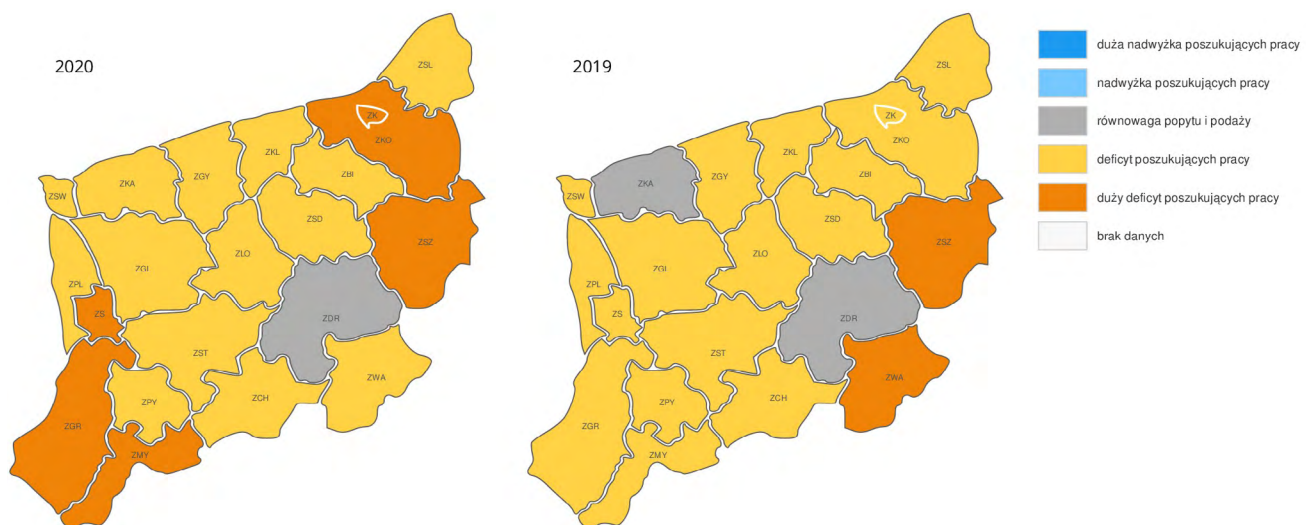 2020
ZSL
ZK
ZKO
ZKL
ZBI
ZGY
ZKA
ZSW
ZSD
ZSZ
ZLO
ZGL
ZPL
ZS
ZDR
ZST
ZWA
ZCH
ZPY
ZGR
ZMY
2019
ZSL
ZK
ZKO
ZKL
ZBI
ZGY
ZKA
ZSW
ZSD
ZSZ
ZLO
ZGL
ZPL
ZS
ZDR
ZST
ZWA
ZCH
ZPY
ZGR
ZMY
duża nadwyżka poszukujących pracy
nadwyżka poszukujących pracy
równowaga popytu i podaży
deficyt poszukujących pracy
duży deficyt poszukujących pracy
brak danych